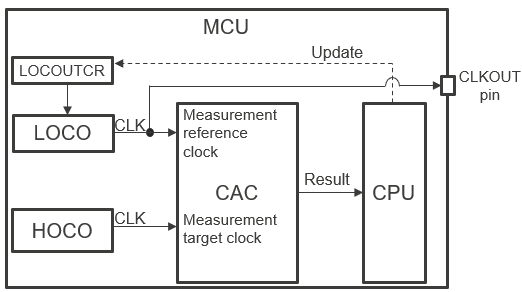 MCU
Update
LOCOUTCR
CLKOUT
pin
LOCO
CLK
Measurement
reference
clock
CAC
Result
CPU
HOCO
CLK
Measurement
target clock